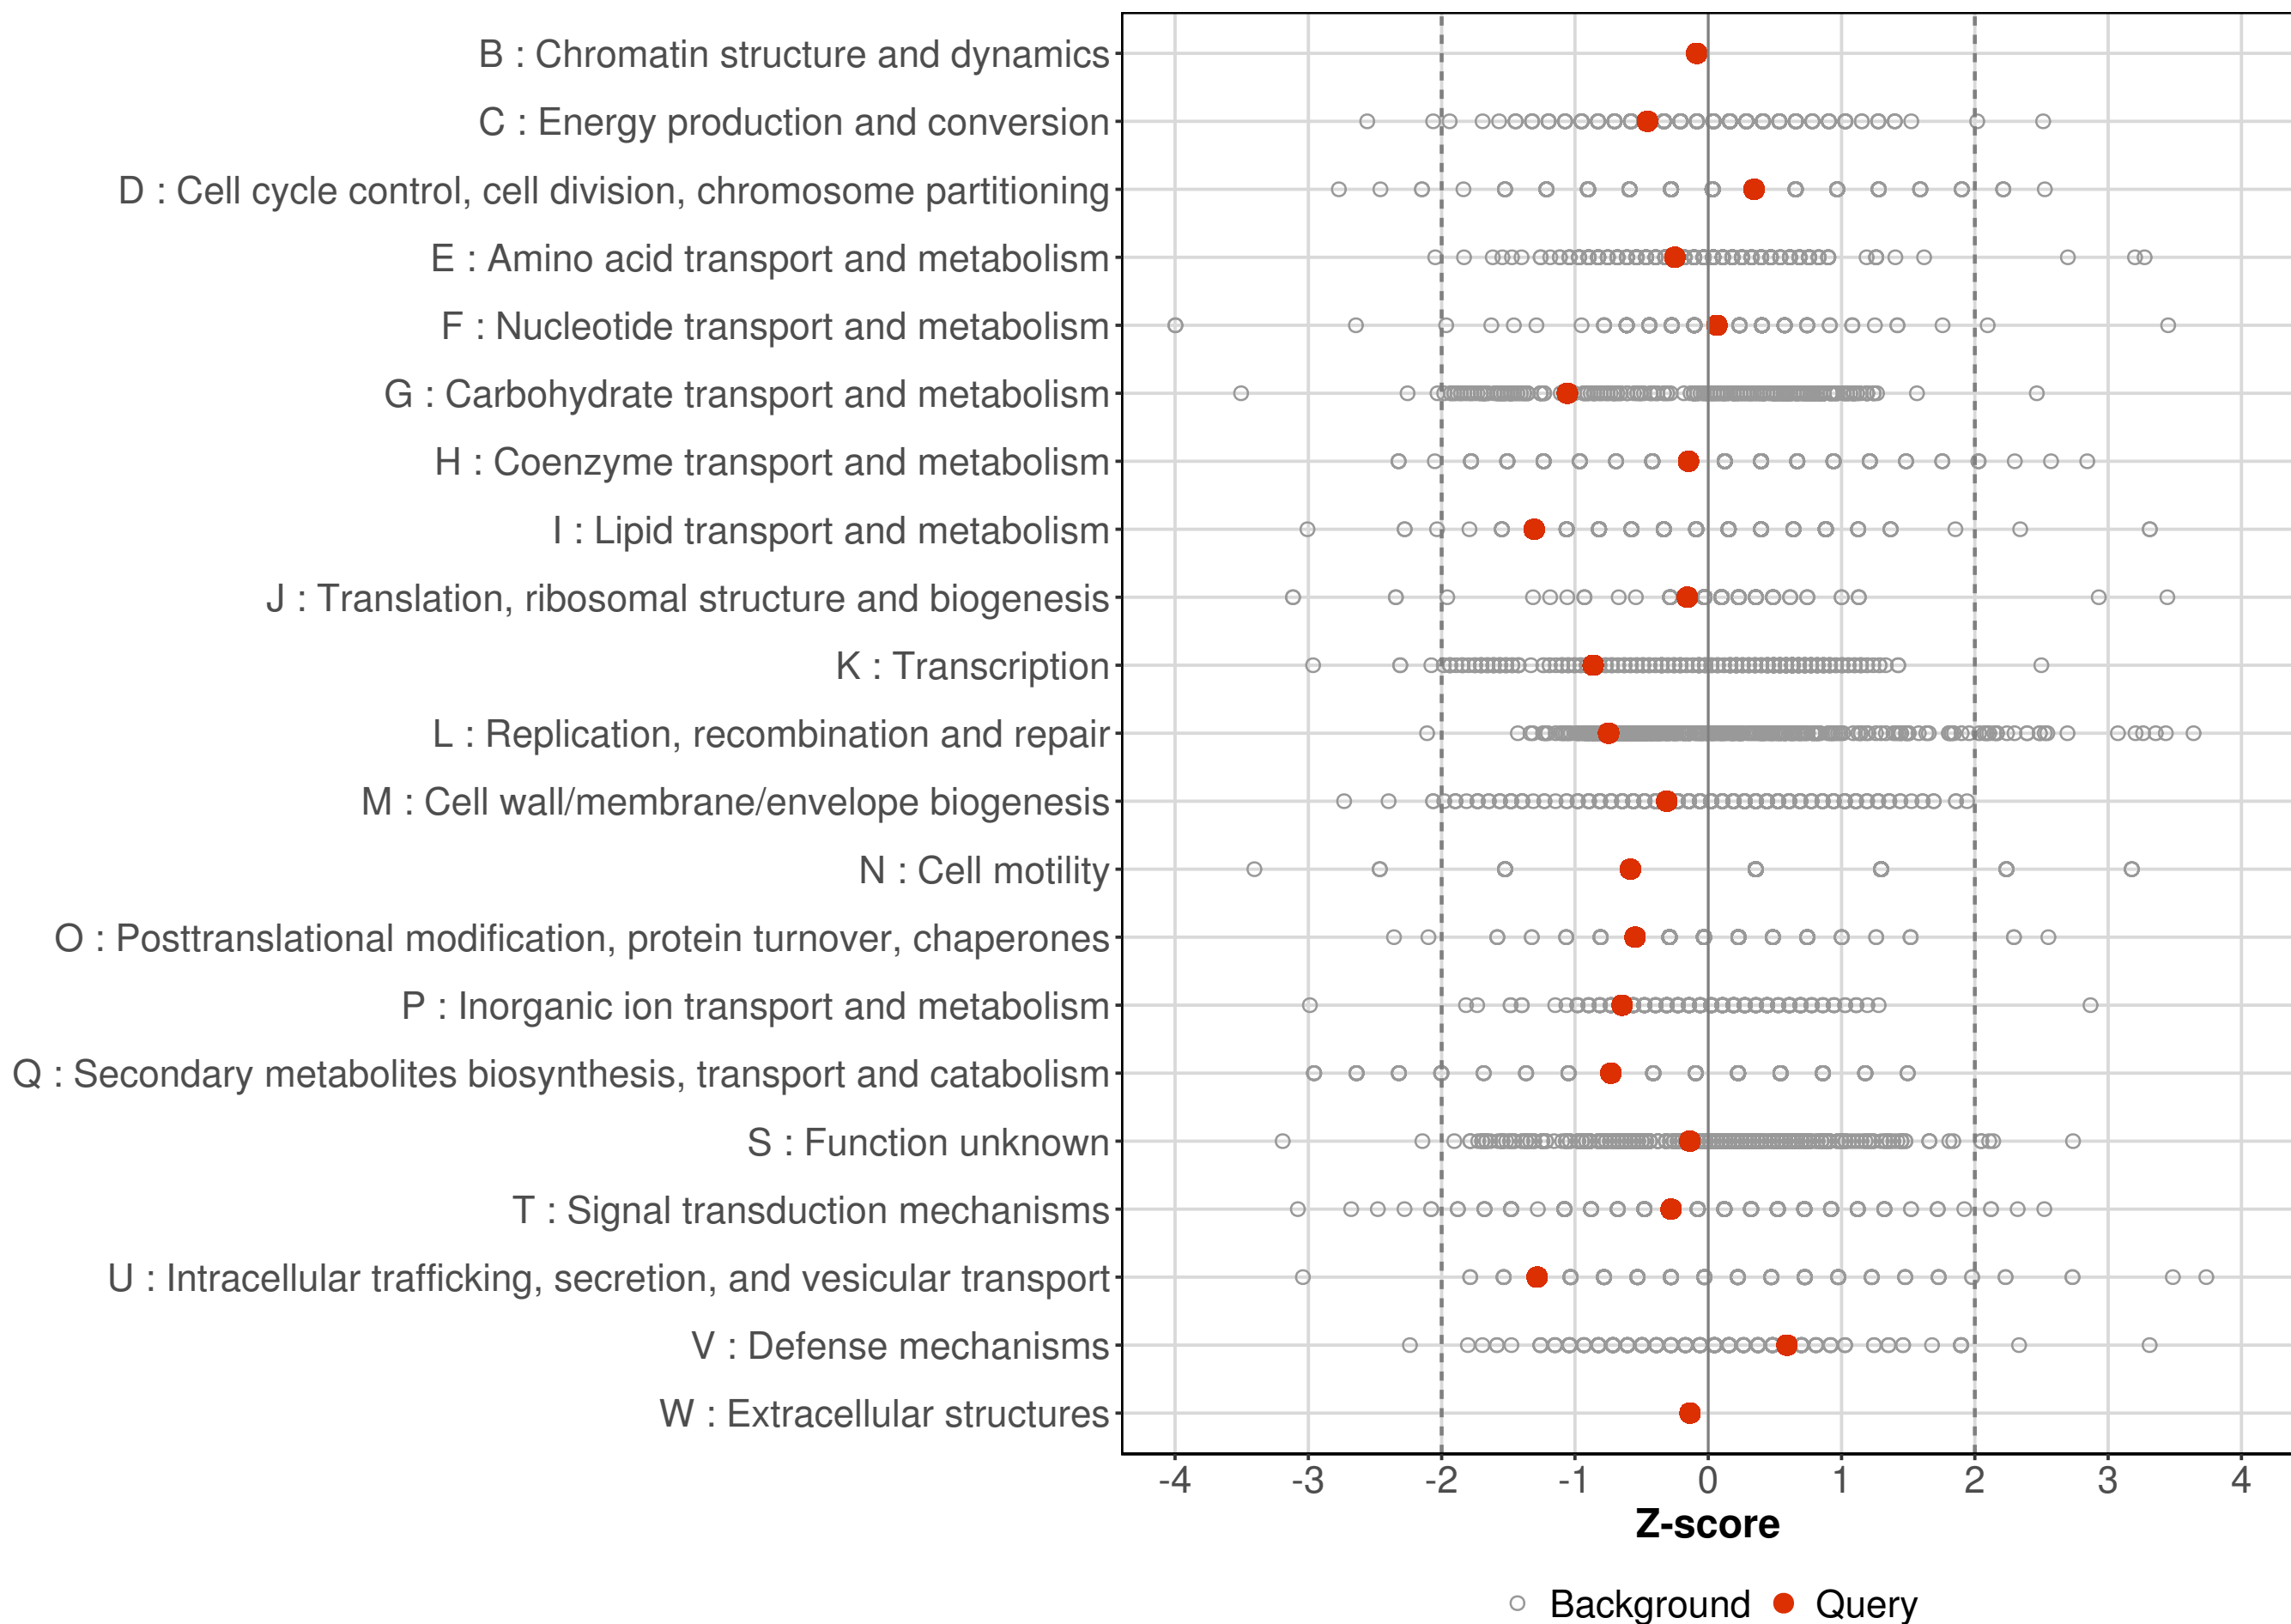 B : Chromatin structure and dynamics
C : Energy production and conversion
D : Cell cycle control, cell division, chromosome partitioning
E : Amino acid transport and metabolism
F : Nucleotide transport and metabolism
G : Carbohydrate transport and metabolism
H : Coenzyme transport and metabolism
I : Lipid transport and metabolism
J : Translation, ribosomal structure and biogenesis
K : Transcription
L : Replication, recombination and repair
M : Cell wall/membrane/envelope biogenesis
N : Cell motility
O : Posttranslational modification, protein turnover, chaperones
P : Inorganic ion transport and metabolism
Q : Secondary metabolites biosynthesis, transport and catabolism
S : Function unknown
T : Signal transduction mechanisms
U : Intracellular trafficking, secretion, and vesicular transport
V : Defense mechanisms
W : Extracellular structures
-4 -3 -2 -1 0 1 2 3 4
Z-score
Background Query